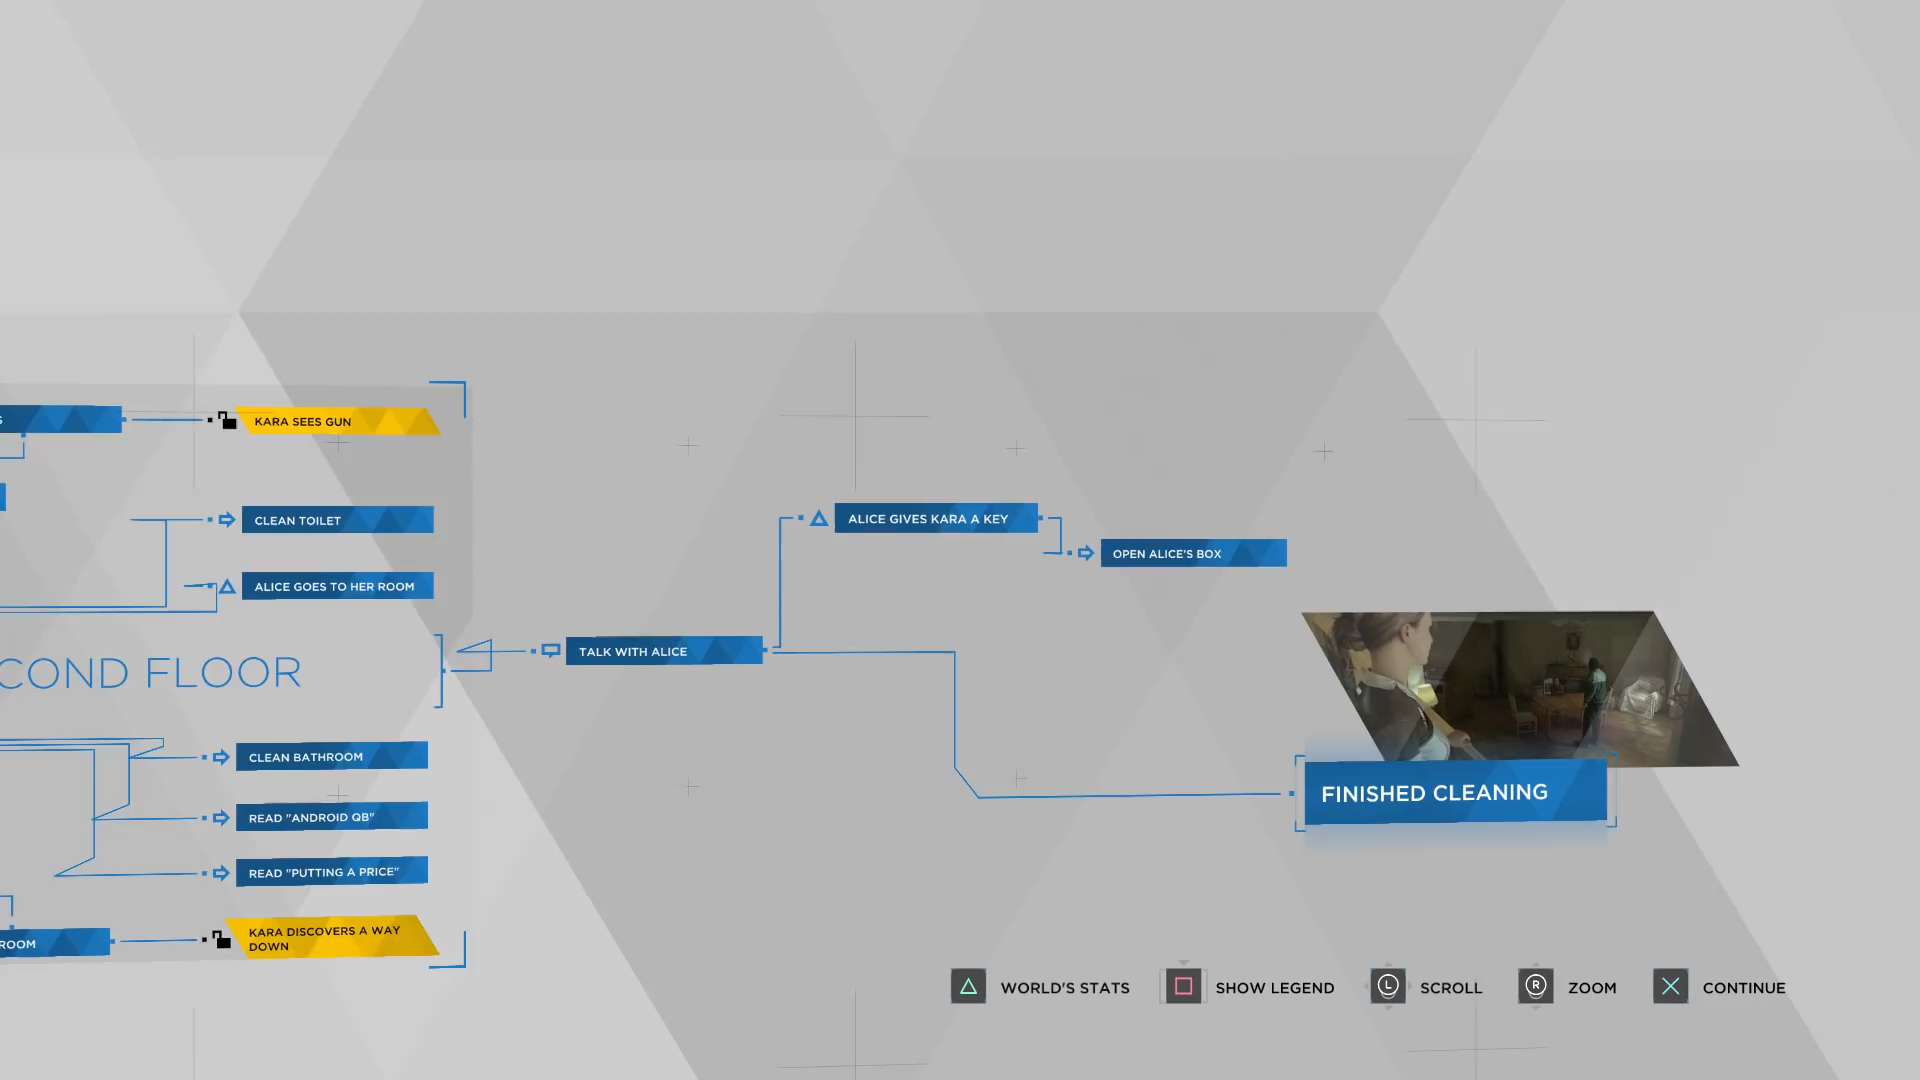 S
KARA SEES GUN
CLEAN TOILET
ALICE GOES TO HER ROOM
COND FLOOR
CLEAN BATHROOM
READ "ANDROID QB"
READ "PUTTING A PRICE"
ROOM
KARA DISCOVERS A WAY
DOWN
TALK WITH ALICE
ALICE GIVES KARA A KEY
OPEN ALICE'S BOX
FINISHED CLEANING
WORLD'S STATS
SHOW LEGEND
L
SCROLL
R
ZOOM
CONTINUE